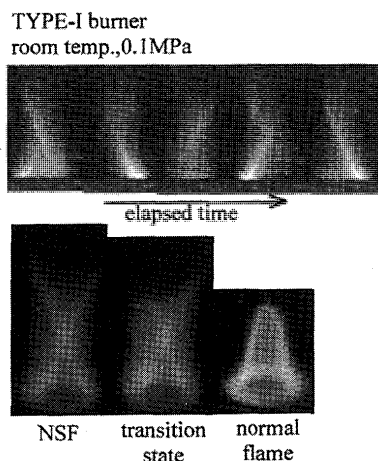 TYPE-I burner
room temp.,0.1MPa
elapsed time
NSF transition normal
state flame